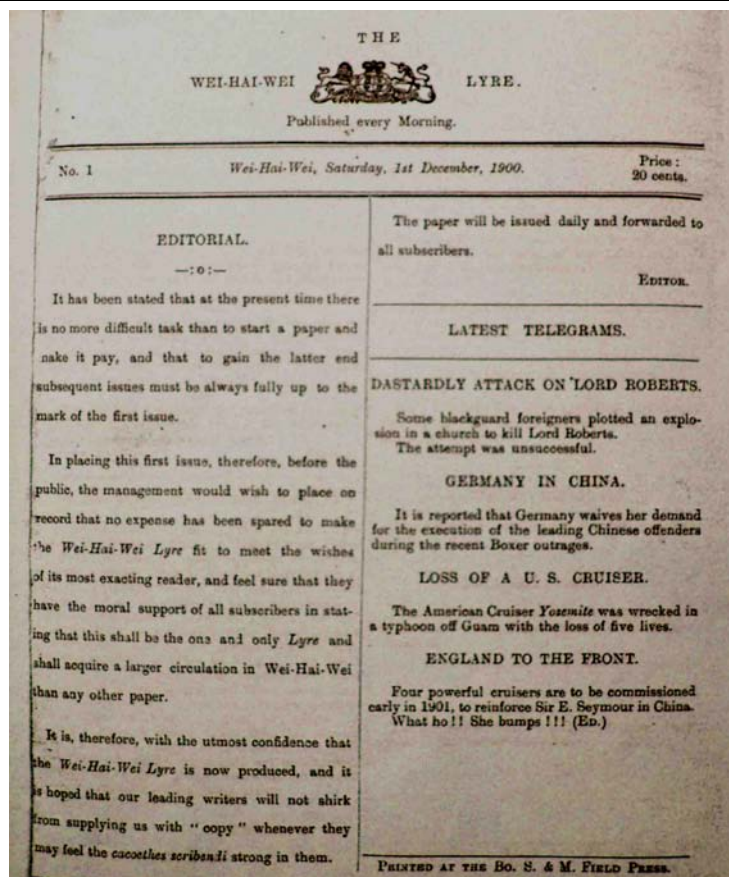 THE
WEI-HAI-WEI LYRE.
Published every Morning.
No. 1 Wei-Hai-Wei, Saturday, 1st December, 1900. Price: 20 cents.
EDITORIAL.
—:o:—
It has been stated that at the present time there
is no more difficult task than to start a paper and
make it pay, and that to gain the latter end
subsequent issues must be always fully up to the
mark of the first issue.
In placing this first issue, therefore, before the
public, the management would wish to place on
record that no expense has been spared to make
the Wei-Hai-Wei Lyre fit to meet the wishes
of its most exacting reader, and feel sure that they
have the moral support of all subscribers in stat-
ing that this shall be the one and only Lyre and
shall acquire a larger circulation in Wei-Hai-Wei
than any other paper.
It is, therefore, with the utmost confidence that
the Wei-Hai-Wei Lyre is now produced, and it
is hoped that our leading writers will not shirk
from supplying us with "copy" whenever they
may feel the cacoethes scribendi strong in them.
The paper will be issued daily and forwarded to
all subscribers.
EDITOR.
LATEST TELEGRAMS.
DASTARDLY ATTACK ON LORD ROBERTS.
Some blackguard foreigners plotted an explo-
sion in a church to kill Lord Roberts.
The attempt was unsuccessful.
GERMANY IN CHINA.
It is reported that Germany waives her demand
for the execution of the leading Chinese offenders
during the recent Boxer outrages.
LOSS OF A U. S. CRUISER.
The American Cruiser Yosemite was wrecked in
a typhoon off Guam with the loss of five lives.
ENGLAND TO THE FRONT.
Four powerful cruisers are to be commissioned
early in 1901, to reinforce Sir E. Seymour in China.
What ho!! She bumps!!! (ED.)
PRINTED AT THE BO. S. & M. FIELD PRESS.